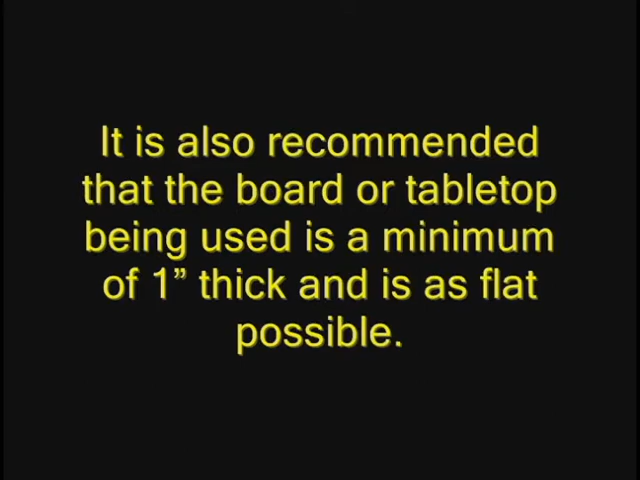 It is also recommended
that the board or tabletop
being used is a minimum
of 1” thick and is as flat
possible.